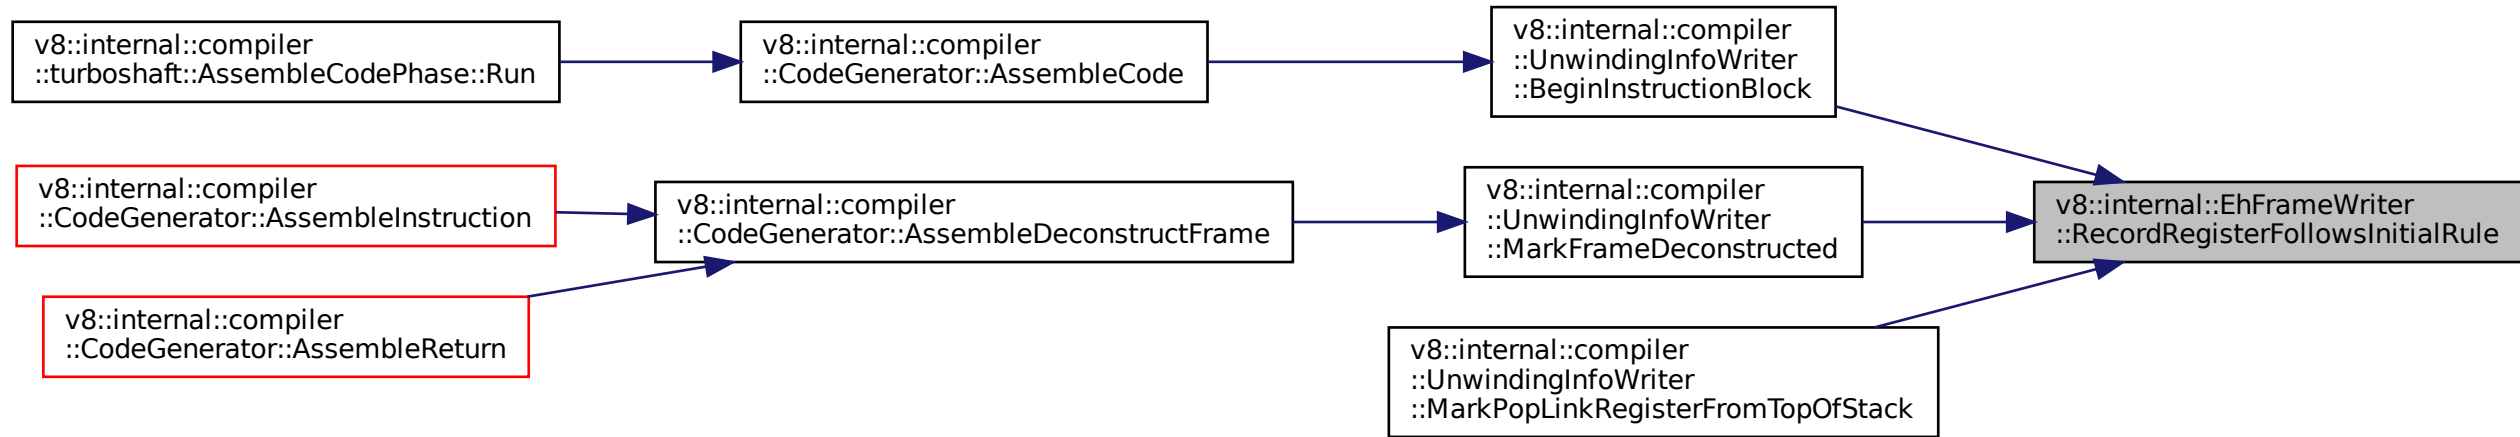 v8::internal::compiler
::turboshaft::AssembleCodePhase::Run
v8::internal::compiler
::CodeGenerator::AssembleCode
v8::internal::compiler
::UnwindingInfoWriter
::BeginInstructionBlock
v8::internal::compiler
::CodeGenerator::AssembleInstruction
v8::internal::compiler
::CodeGenerator::AssembleDeconstructFrame
v8::internal::compiler
::UnwindingInfoWriter
::MarkFrameDeconstructed
v8::internal::EhFrameWriter
::RecordRegisterFollowsInitialRule
v8::internal::compiler
::CodeGenerator::AssembleReturn
v8::internal::compiler
::UnwindingInfoWriter
::MarkPopLinkRegisterFromTopOfStack